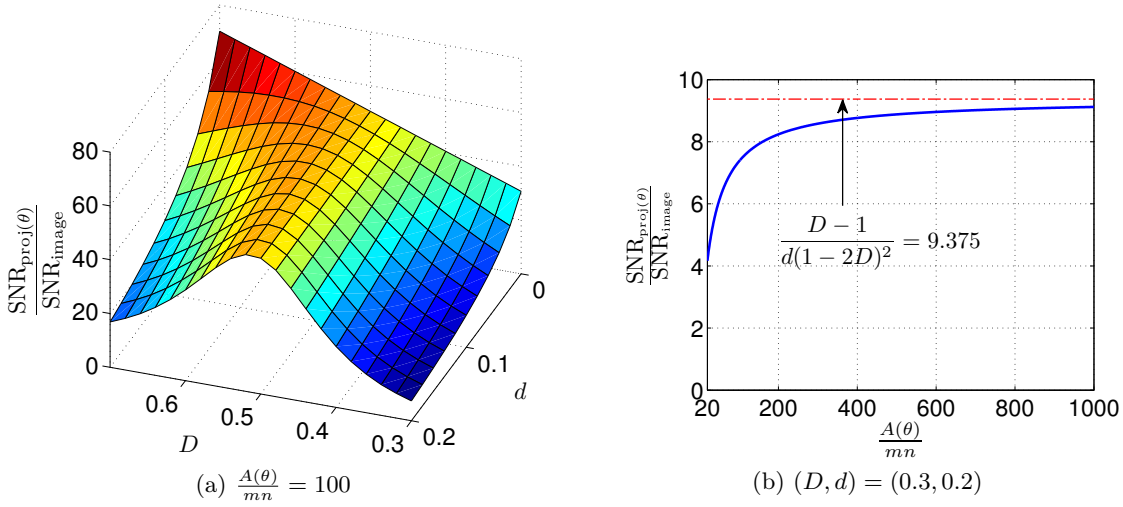 80
60
40
20
0
SNR_proj(θ)
SNR_image
0.6
0.5
0.4
0.3
D
0
0.1
0.2
d
(a) A(θ)/mn = 100
10
8
6
4
2
0
SNR_proj(θ)
SNR_image
D − 1
d(1 − 2D)² = 9.375
20 200 400 600 800 1000
A(θ)
mn
(b) (D, d) = (0.3, 0.2)